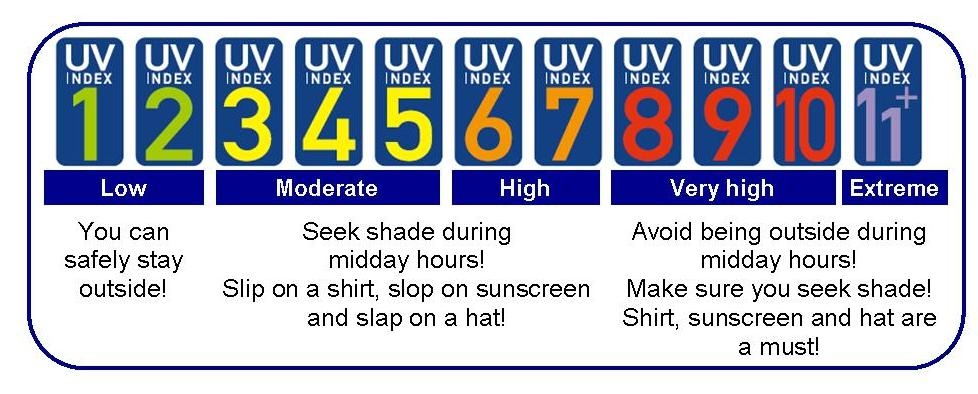 UV UV UV UV UV UV UV UV UV UV UV
INDEX INDEX INDEX INDEX INDEX INDEX INDEX INDEX INDEX INDEX INDEX
1 2 3 4 5 6 7 8 9 10 11+
Low Moderate High Very high Extreme
You can
safely stay
outside!
Seek shade during
midday hours!
Slip on a shirt, slop on sunscreen
and slap on a hat!
Avoid being outside during
midday hours!
Make sure you seek shade!
Shirt, sunscreen and hat are
a must!